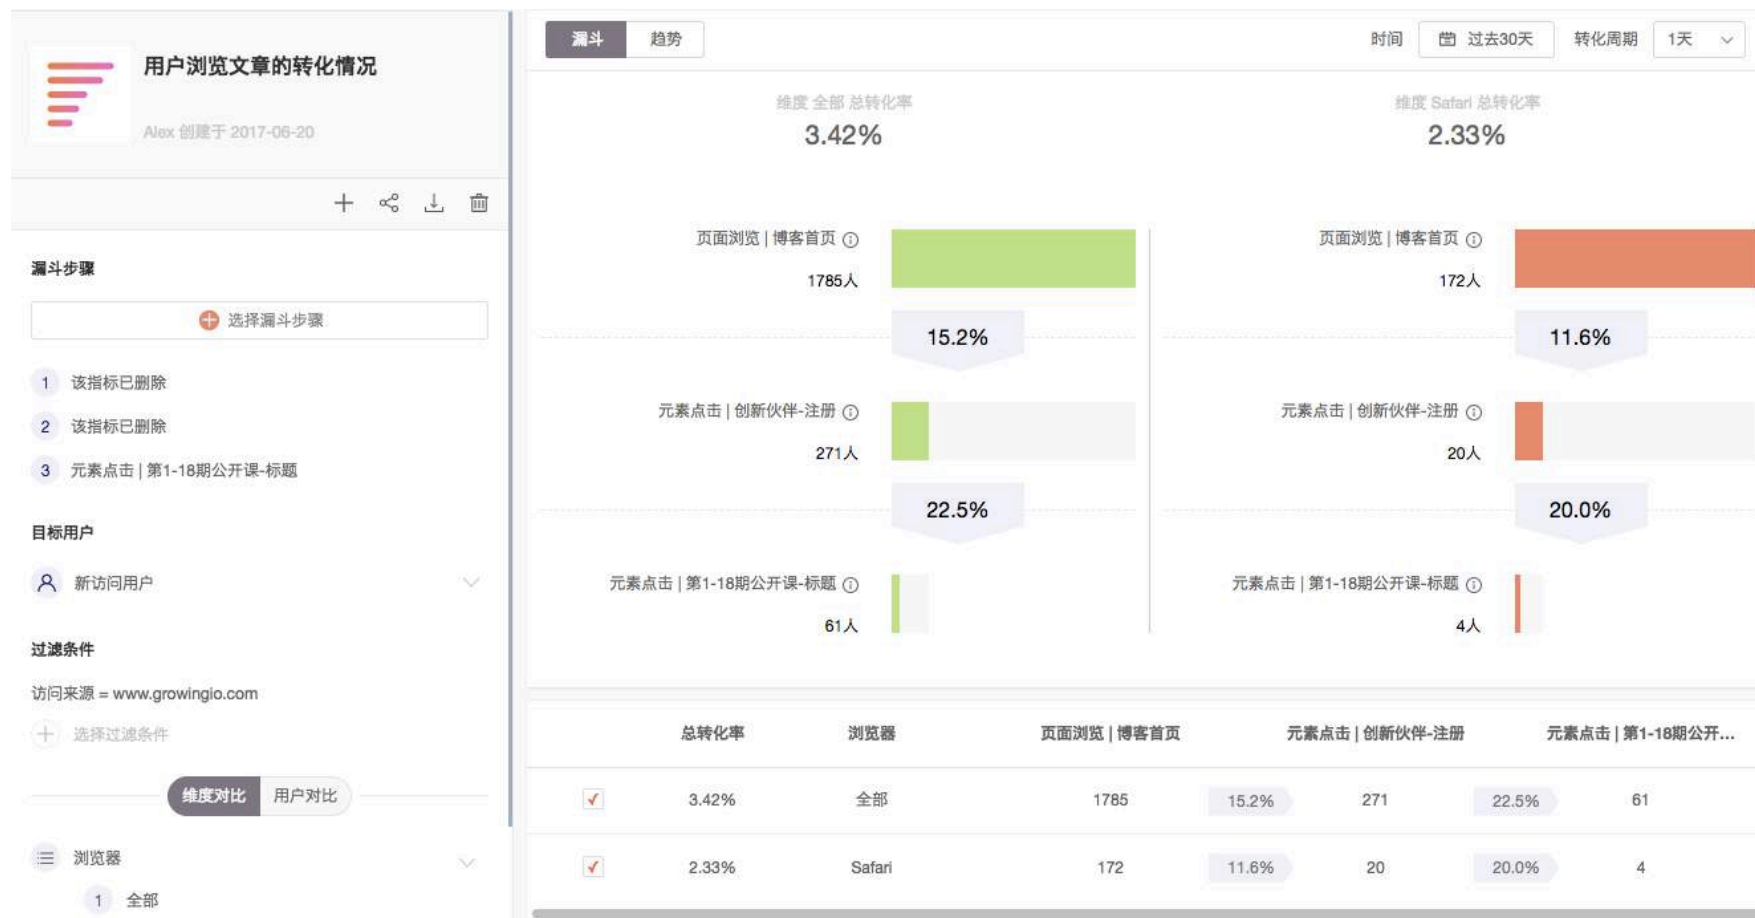 用户浏览文章的转化情况
Alex 创建于 2017-06-20
漏斗步骤
选择漏斗步骤
1 该指标已删除
2 该指标已删除
3 元素点击 | 第1-18期公开课-标题
目标用户
新访问用户
过滤条件
访问来源 = www.growingio.com
选择过滤条件
维度对比 用户对比
浏览器
1 全部
漏斗 趋势 时间 过去30天 转化周期 1天
维度 全部 总转化率
3.42%
页面浏览 | 博客首页
1785人
15.2%
元素点击 | 创新伙伴-注册
271人
22.5%
元素点击 | 第1-18期公开课-标题
61人
维度 Safari 总转化率
2.33%
页面浏览 | 博客首页
172人
11.6%
元素点击 | 创新伙伴-注册
20人
20.0%
元素点击 | 第1-18期公开课-标题
4人
总转化率 浏览器 页面浏览 | 博客首页 元素点击 | 创新伙伴-注册 元素点击 | 第1-18期公开...
3.42% 全部 1785 15.2% 271 22.5% 61
2.33% Safari 172 11.6% 20 20.0% 4